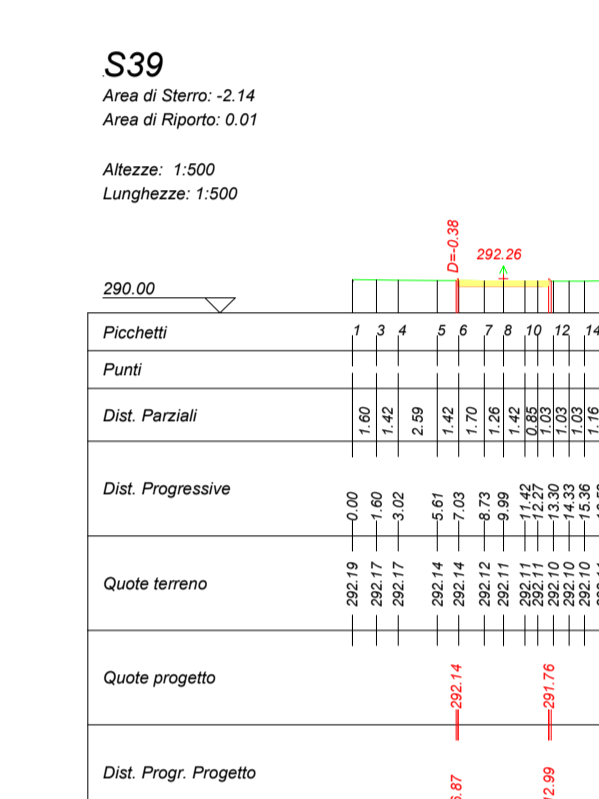 S39
Area di Sterro: -2.14
Area di Riporto: 0.01
Altezze: 1:500
Lunghezze: 1:500
D=-0.38
292.26
290.00
Picchetti 1 3 4 5 6 7 8 10 12 14
Punti
Dist. Parziali 1.60 1.42 2.59 1.42 1.70 1.26 1.42 0.85 1.03 1.03 1.03 1.16
Dist. Progressive 0.00 1.60 3.02 5.61 7.03 8.73 9.99 11.42 12.27 13.30 14.33 15.36
Quote terreno 292.19 292.17 292.17 292.14 292.14 292.12 292.11 292.11 292.11 292.10 292.10 292.10
Quote progetto 292.14 291.76
Dist. Progr. Progetto 6.87 12.99